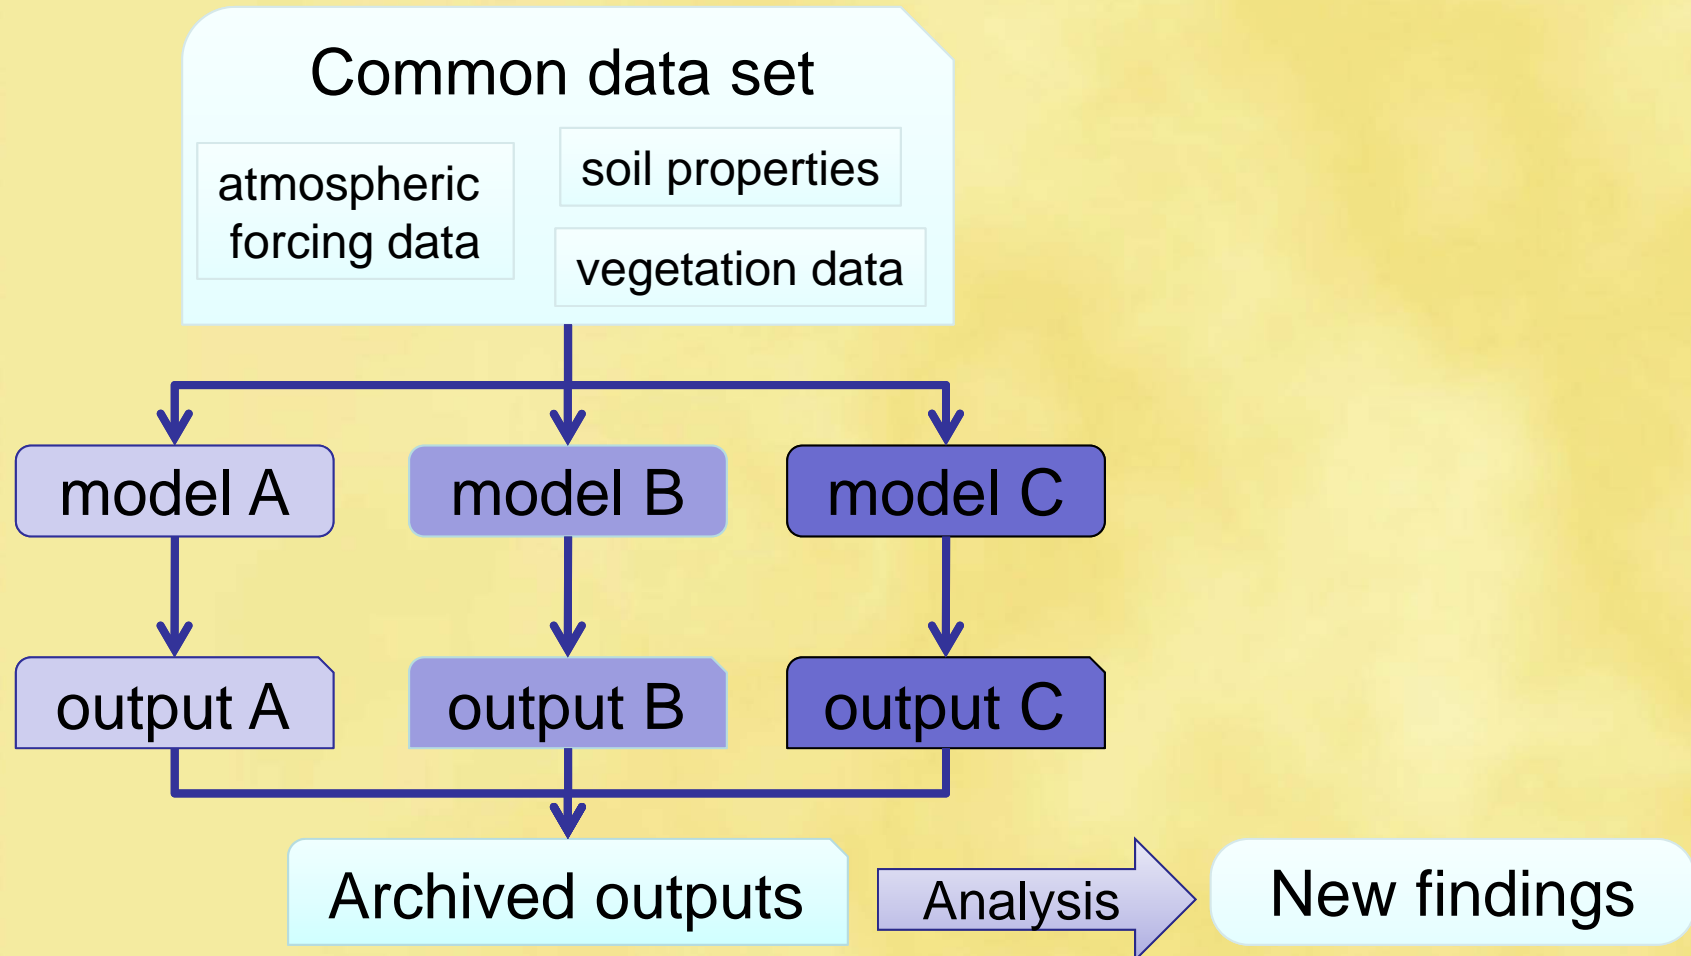 Common data set
atmospheric
forcing data
soil properties
vegetation data
model A
model B
model C
output A
output B
output C
Archived outputs
Analysis
New findings